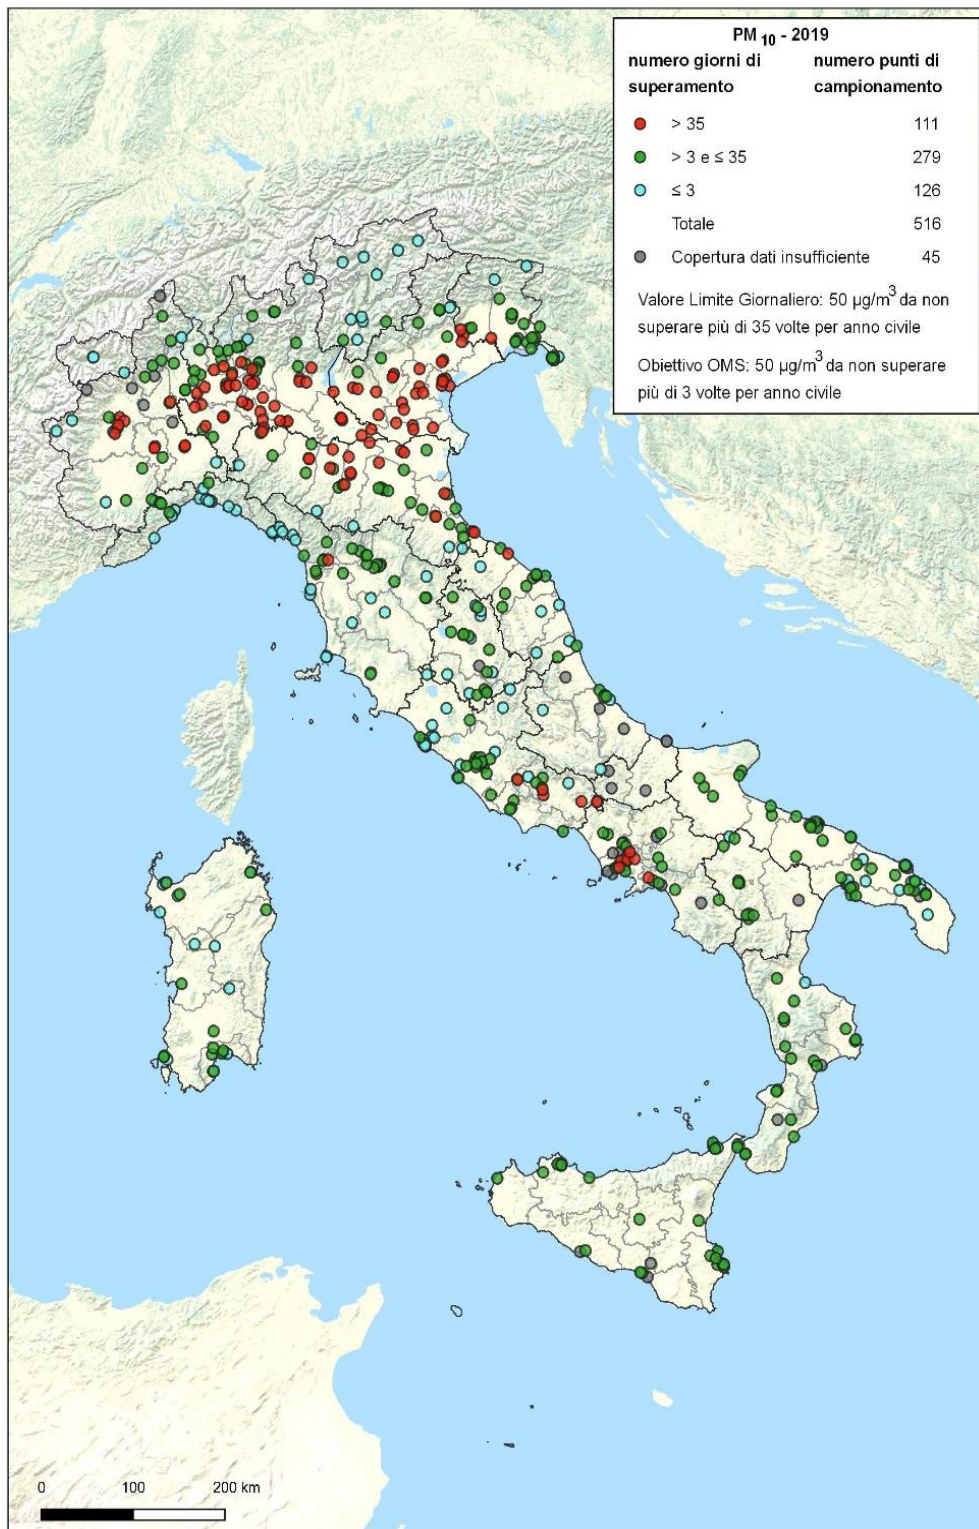 PM 10 - 2019
numero giorni di numero punti di
superamento campionamento
> 35 111
> 3 e ≤ 35 279
≤ 3 126
Totale 516
Copertura dati insufficiente 45
Valore Limite Giornaliero: 50 µg/m3 da non
superare più di 35 volte per anno civile
Obiettivo OMS: 50 µg/m3 da non superare
più di 3 volte per anno civile
0 100 200 km